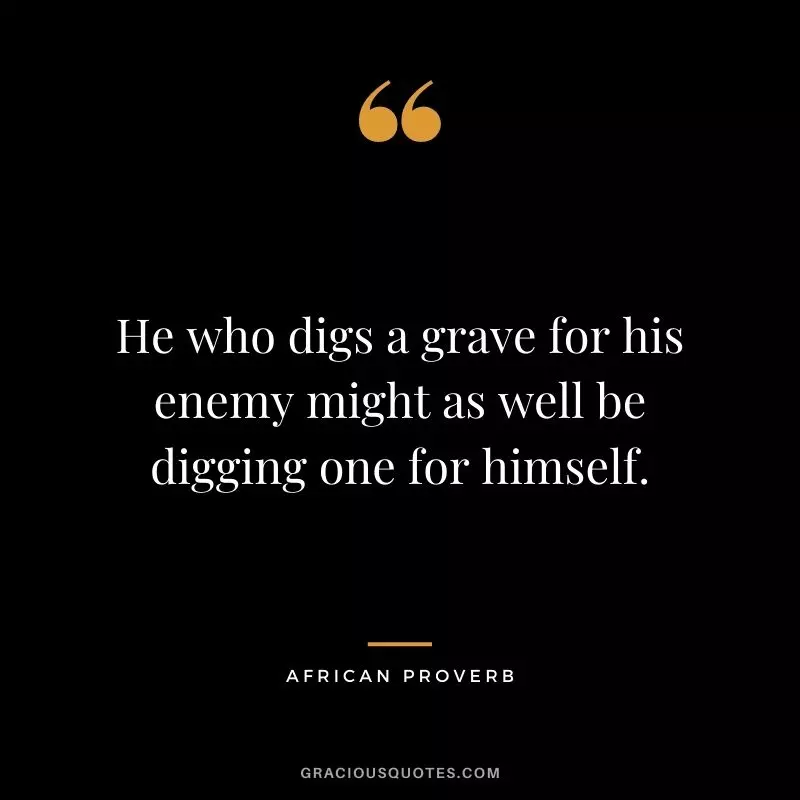 “
He who digs a grave for his
enemy might as well be
digging one for himself.
AFRICAN PROVERB
GRACIOUSQUOTES.COM